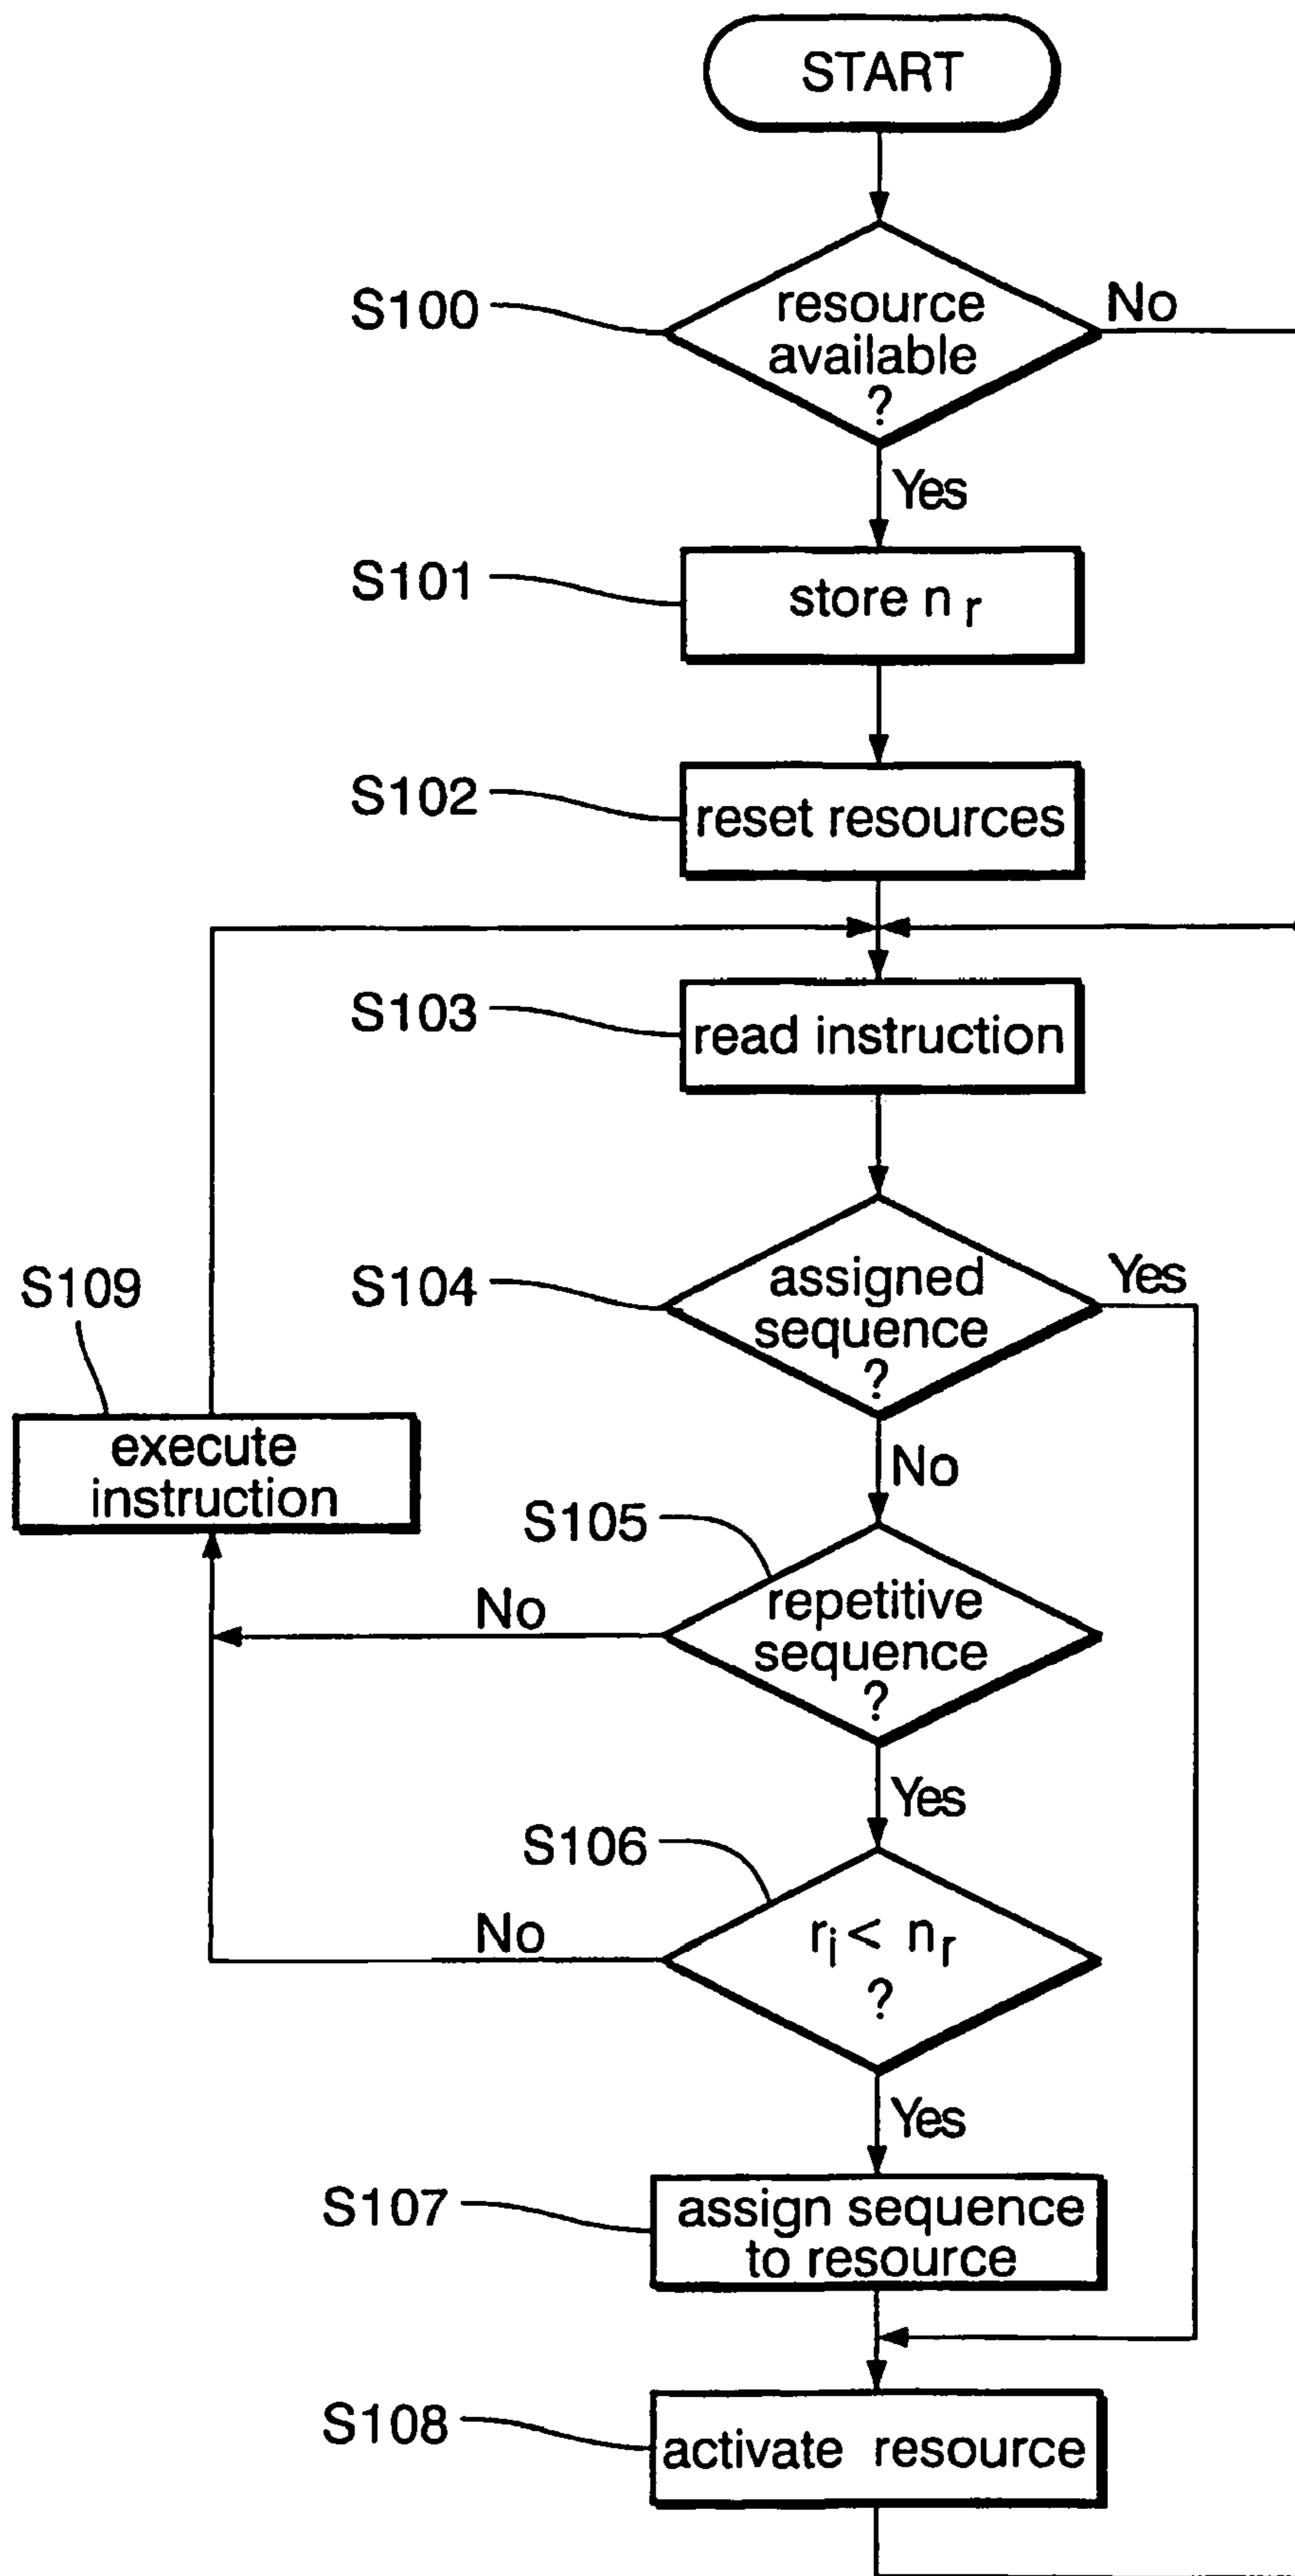 START
S100
resource
available
?
No
Yes
S101
store n r
S102
reset resources
S103
read instruction
S104
assigned
sequence
?
Yes
S109
execute
instruction
No
S105
repetitive
sequence
?
No
Yes
S106
ri < nr
?
No
Yes
S107
assign sequence
to resource
S108
activate resource